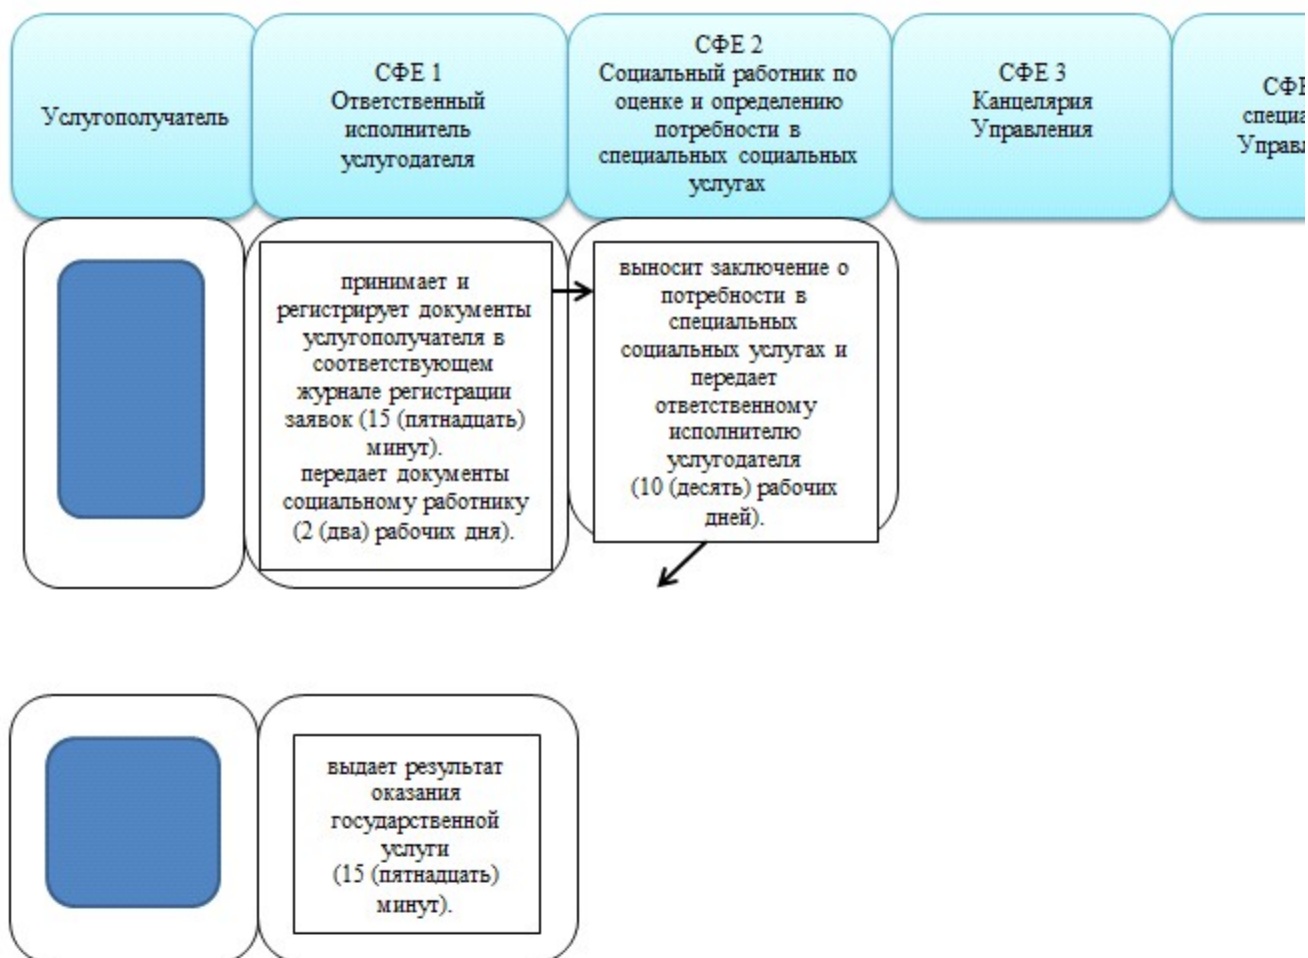 Услугополучатель
СФЕ 1
Ответственный
исполнитель
услугодателя
СФЕ 2
Социальный работник по
оценке и определению
потребности в
специальных социальных
услугах
СФЕ 3
Канцелярия
Управления
СФЕ
принимает и
регистрирует документы
услугополучателя в
соответствующем
журнале регистрации
заявок (15 (пятнадцать)
минут).
передает документы
социальному работнику
(2 (два) рабочих дня).
выносит заключение о
потребности в
специальных
социальных услугах и
передает
ответственному
исполнителю
услугодателя
(10 (десять) рабочих
дней).
выдает результат
оказания
государственной
услуги
(15 (пятнадцать)
минут).